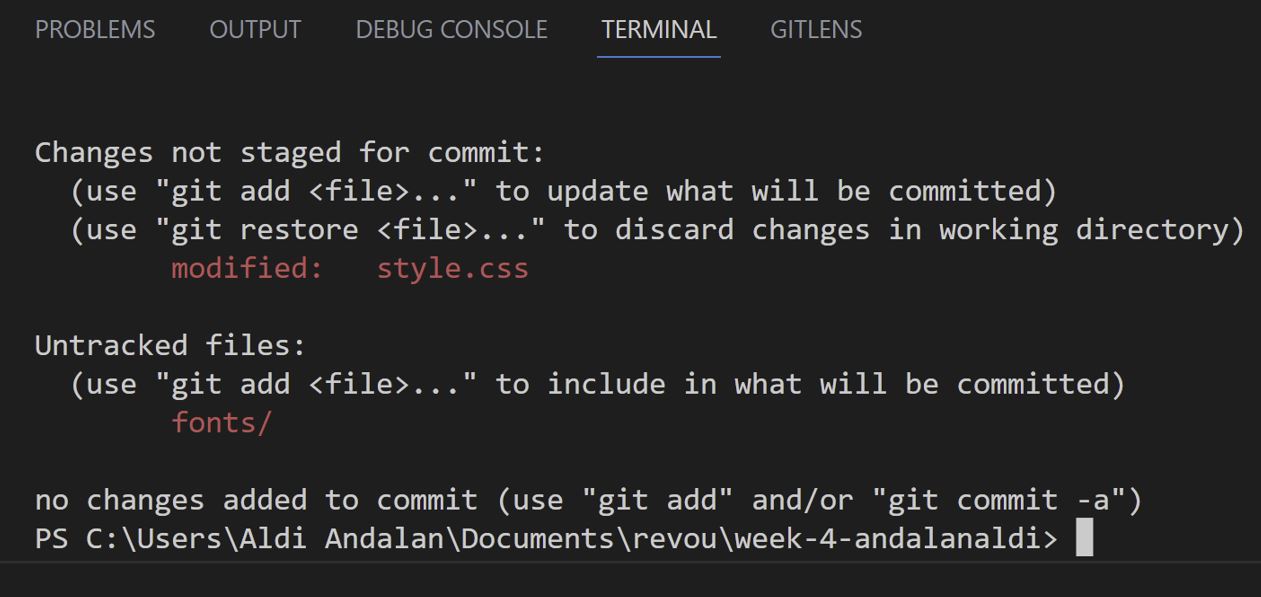 PROBLEMS OUTPUT DEBUG CONSOLE TERMINAL GITLENS
Changes not staged for commit:
  (use "git add <file>..." to update what will be committed)
  (use "git restore <file>..." to discard changes in working directory)
        modified:   style.css
Untracked files:
  (use "git add <file>..." to include in what will be committed)
        fonts/
no changes added to commit (use "git add" and/or "git commit -a")
PS C:\Users\Aldi Andalan\Documents\revou\week-4-andalanaldi>